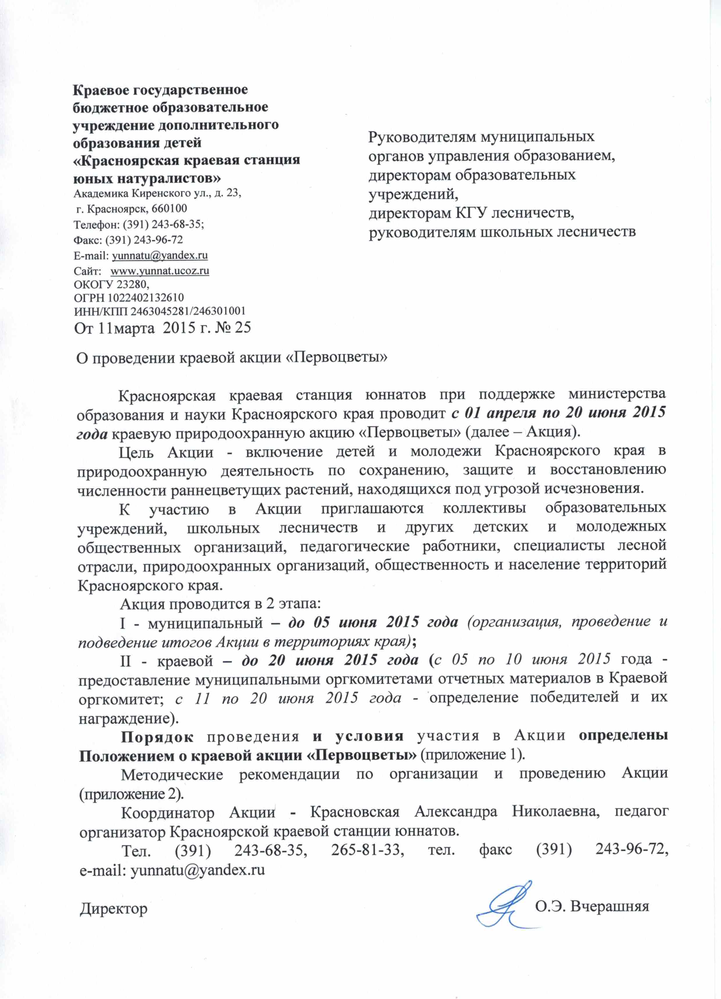 Краевое государственное
бюджетное образовательное
учреждение дополнительного
образования детей
«Красноярская краевая станция
юных натуралистов»
Академика Киренского ул., д. 23,
г. Красноярск, 660100
Телефон: (391) 243-68-35;
Факс: (391) 243-96-72
E-mail: yunnatu@yandex.ru
Сайт: www.yunnat.ucoz.ru
ОКОГУ 23280,
ОГРН 1022402132610
ИНН/КПП 2463045281/246301001
От 11марта 2015 г. № 25
Руководителям муниципальных
органов управления образованием,
директорам образовательных
учреждений,
директорам КГУ лесничеств,
руководителям школьных лесничеств
О проведении краевой акции «Первоцветы»
Красноярская краевая станция юннатов при поддержке министерства
образования и науки Красноярского края проводит с 01 апреля по 20 июня 2015
года краевую природоохранную акцию «Первоцветы» (далее – Акция).
Цель Акции - включение детей и молодежи Красноярского края в
природоохранную деятельность по сохранению, защите и восстановлению
численности раннецветущих растений, находящихся под угрозой исчезновения.
К участию в Акции приглашаются коллективы образовательных
учреждений, школьных лесничеств и других детских и молодежных
общественных организаций, педагогические работники, специалисты лесной
отрасли, природоохранных организаций, общественность и население территорий
Красноярского края.
Акция проводится в 2 этапа:
I - муниципальный – до 05 июня 2015 года (организация, проведение и
подведение итогов Акции в территориях края);
II - краевой – до 20 июня 2015 года (с 05 по 10 июня 2015 года -
предоставление муниципальными оргкомитетами отчетных материалов в Краевой
оргкомитет; с 11 по 20 июня 2015 года - определение победителей и их
награждение).
Порядок проведения и условия участия в Акции определены
Положением о краевой акции «Первоцветы» (приложение 1).
Методические рекомендации по организации и проведению Акции
(приложение 2).
Координатор Акции - Красновская Александра Николаевна, педагог
организатор Красноярской краевой станции юннатов.
Тел. (391) 243-68-35, 265-81-33, тел. факс (391) 243-96-72,
e-mail: yunnatu@yandex.ru
Директор О.Э. Вчерашняя